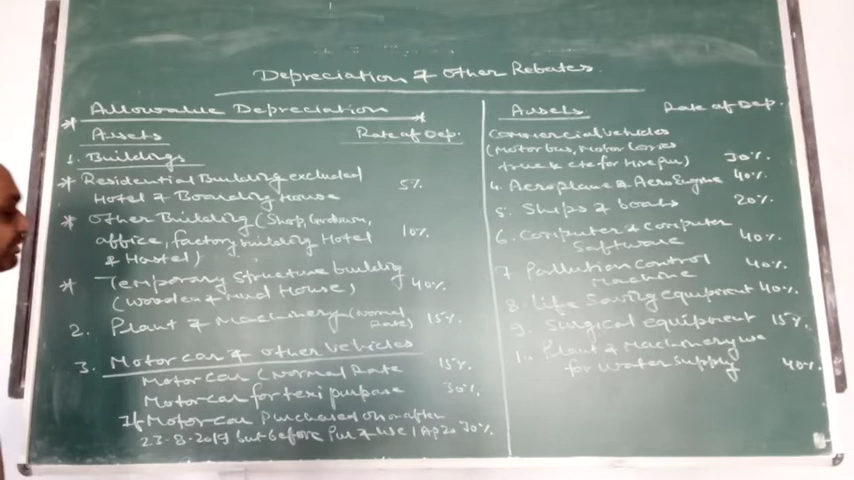 Depreciation & Other Rebates.
* Allowable Depreciation *
Assets Rate of Dep.
1. Buildings
* Residential Building excluded
Hotel & Boarding House 5%
* Other Building (Shop, Godown,
office, factory building Hotel 10%.
& Hostel)
* Temporary Structure building
(wooden & mud House) 40%.
2. Plant & Machinery (Normal
Rate) 15%.
3. Motor car & other vehicles
Motor car (Normal Rate 15%
Motor car for texi purpose 30%.
If Motor car Purchased on or after
23-8-2019 but before 30%.
Assets Rate of Dep.
Commercial vehicles
(Motor bus, Motor Lorries
truck & etc for Hire pur) 30%.
4. Aeroplane & Aero Engine 40%.
5. Ships & boats 20%.
6. Computer & computer
Software 40%.
7. Pollution control
Machine 40%.
8. Life Saving equipment 40%.
9. Surgical equipment 15%.
Plant & Machinery use
for Water Supply 40%.